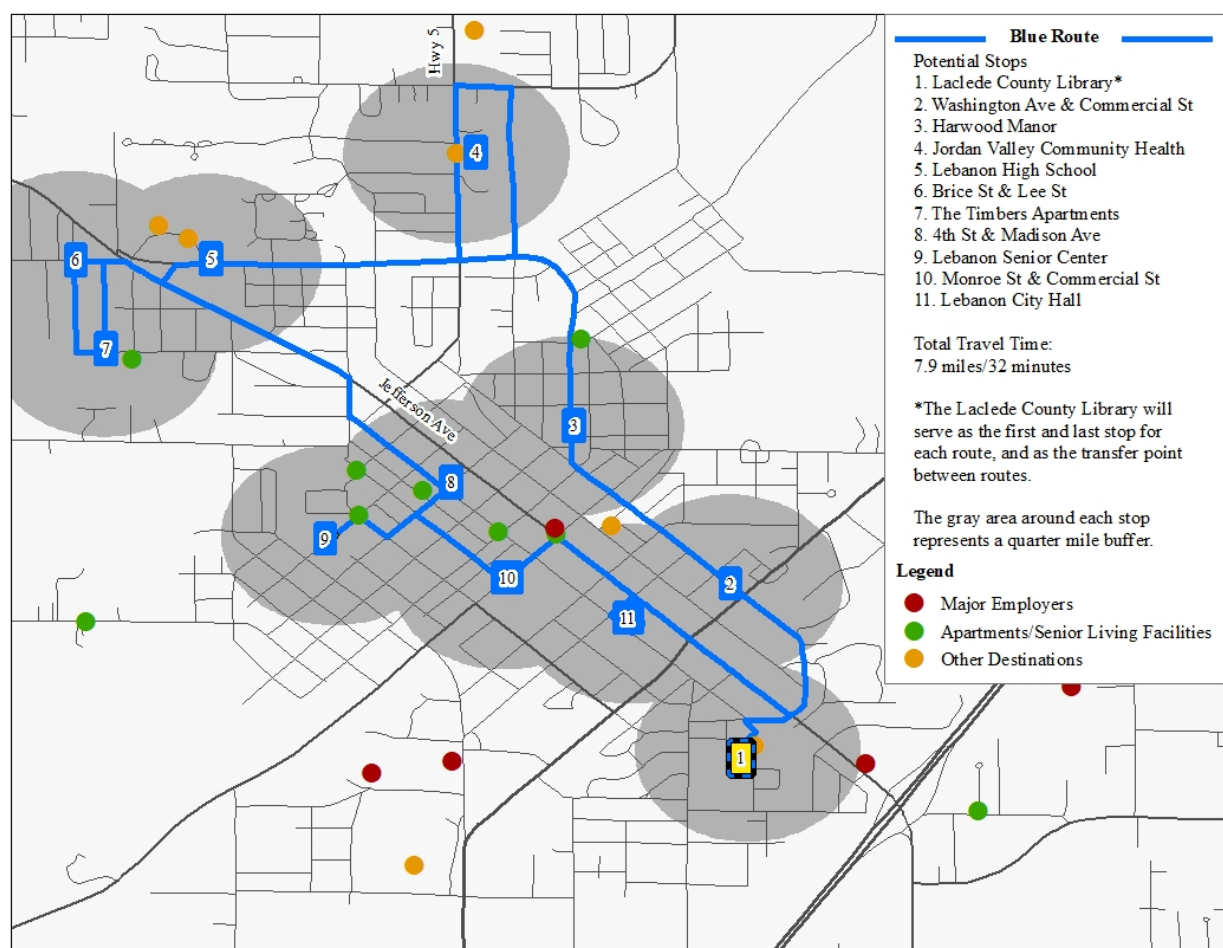 Blue Route
Potential Stops
1. Laclede County Library*
2. Washington Ave & Commercial St
3. Harwood Manor
4. Jordan Valley Community Health
5. Lebanon High School
6. Brice St & Lee St
7. The Timbers Apartments
8. 4th St & Madison Ave
9. Lebanon Senior Center
10. Monroe St & Commercial St
11. Lebanon City Hall
Total Travel Time:
7.9 miles/32 minutes
*The Laclede County Library will
serve as the first and last stop for
each route, and as the transfer point
between routes.
The gray area around each stop
represents a quarter mile buffer.
Legend
Major Employers
Apartments/Senior Living Facilities
Other Destinations
Hwy 5
4
5
6
7
Jefferson Ave
3
8
9
10
2
11
1